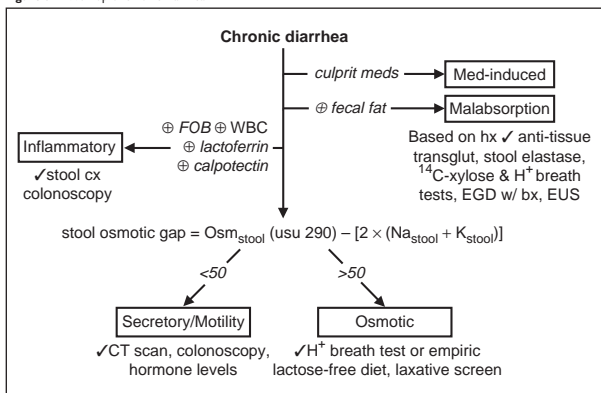 Chronic diarrhea
culprit meds
Med-induced
⊕ fecal fat
Malabsorption
Based on hx ✓ anti-tissue
transglut, stool elastase,
¹⁴C-xylose & H⁺ breath
tests, EGD w/ bx, EUS
⊕ FOB ⊕ WBC
⊕ lactoferrin
⊕ calpotectin
Inflammatory
✓stool cx
colonoscopy
stool osmotic gap = Osm_stool (usu 290) – [2 × (Na_stool + K_stool)]
<50
>50
Secretory/Motility
✓CT scan, colonoscopy,
hormone levels
Osmotic
✓H⁺ breath test or empiric
lactose-free diet, laxative screen